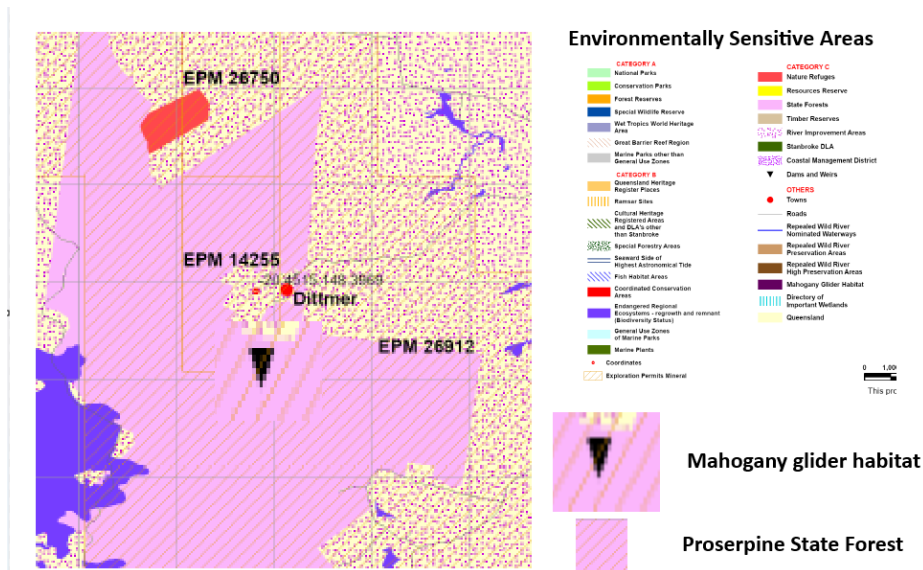 Environmentally Sensitive Areas
EPM 26750
EPM 14255
Dittmer
EPM 26912
CATEGORY A
National Parks
Conservation Parks
Forest Reserves
Special Wildlife Reserve
Wet Tropics World Heritage
Area
Great Barrier Reef Region
Marine Parks other than
General Use Zones
CATEGORY B
Queensland Heritage
Register Places
Ramsar Sites
Cultural Heritage
Registered Areas
and DLA's other
than Stanbroke
Special Forestry Areas
Seaward Side of
Highest Astronomical Tide
Fish Habitat Areas
Coordinated Conservation
Areas
Endangered Regional
Ecosystems - regrowth and remnant
(Biodiversity Status)
General Use Zones
of Marine Parks
Marine Plants
Coordinates
Exploration Permits Mineral
CATEGORY C
Nature Refuges
Resources Reserve
State Forests
Timber Reserves
River Improvement Areas
Stanbroke DLA
Coastal Management District
Dams and Weirs
OTHERS
Towns
Roads
Repealed Wild River
Nominated Waterways
Repealed Wild River
Preservation Areas
Repealed Wild River
High Preservation Areas
Mahogany Glider Habitat
Directory of
Important Wetlands
Queensland
0 1,00
This pro
Mahogany glider habitat
Proserpine State Forest